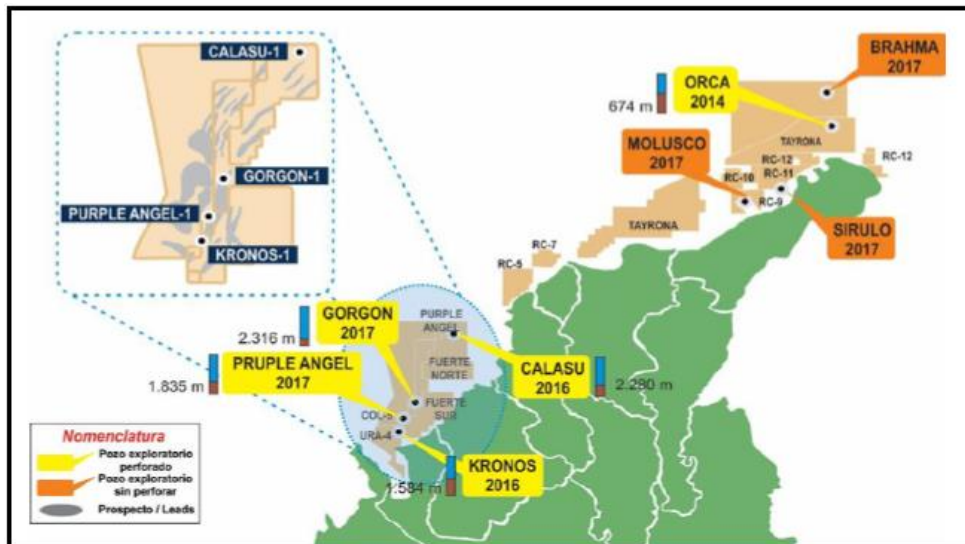 CALASU-1
GORGON-1
PURPLE ANGEL-1
KRONOS-1
BRAHMA
2017
ORCA
2014
674 m
TAYRONA
MOLUSCO
2017
RC-12
RC-12
RC-11
RC-10
RC-9
SIRULO
2017
TAYRONA
RC-7
RC-5
GORGON
2017
2.316 m
PURPLE
ANGEL
PRUPLE ANGEL
2017
1.835 m
FUERTE
NORTE
CALASU
2016
2.280 m
FUERTE
SUR
COL-5
URA-4
KRONOS
2016
1.584 m
Nomenclatura
Pozo exploratorio
perforado
Pozo exploratorio
sin perforar
Prospecto / Leads